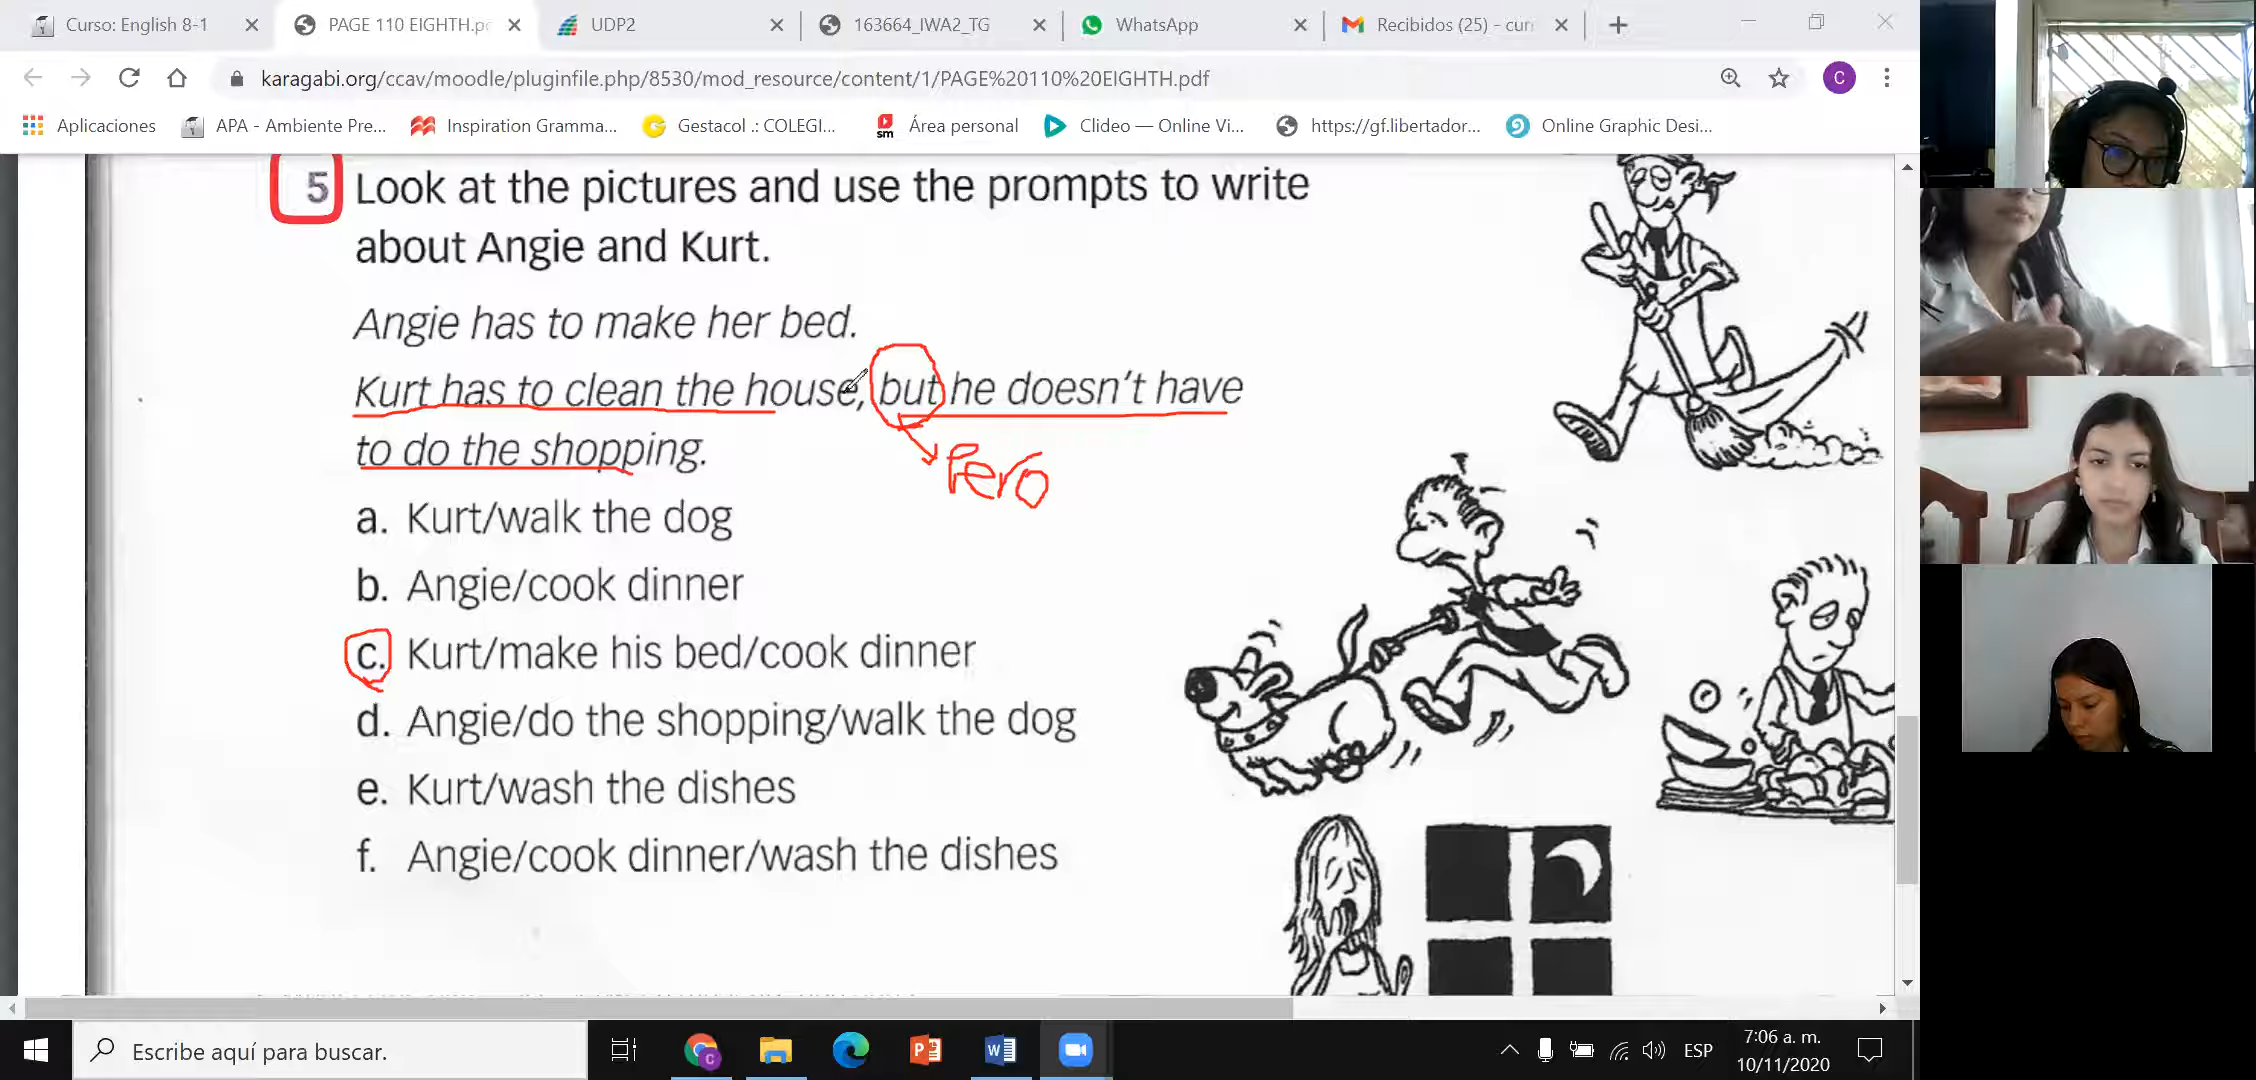 Curso: English 8-1
PAGE 110 EIGHTH.p
UDP2
163664_IWA2_TG
WhatsApp
Recibidos (25) - curi
karagabi.org/ccav/moodle/pluginfile.php/8530/mod_resource/content/1/PAGE%20110%20EIGHTH.pdf
C
Aplicaciones
APA - Ambiente Pre...
Inspiration Gramma...
Gestacol .: COLEGI...
sm
Área personal
Clideo — Online Vi...
https://gf.libertador...
Online Graphic Desi...
5 Look at the pictures and use the prompts to write
about Angie and Kurt.
Angie has to make her bed.
Kurt has to clean the house, but he doesn't have
to do the shopping.
Pero
a. Kurt/walk the dog
b. Angie/cook dinner
c. Kurt/make his bed/cook dinner
d. Angie/do the shopping/walk the dog
e. Kurt/wash the dishes
f. Angie/cook dinner/wash the dishes
Escribe aquí para buscar.
ESP
7:06 a. m.
10/11/2020